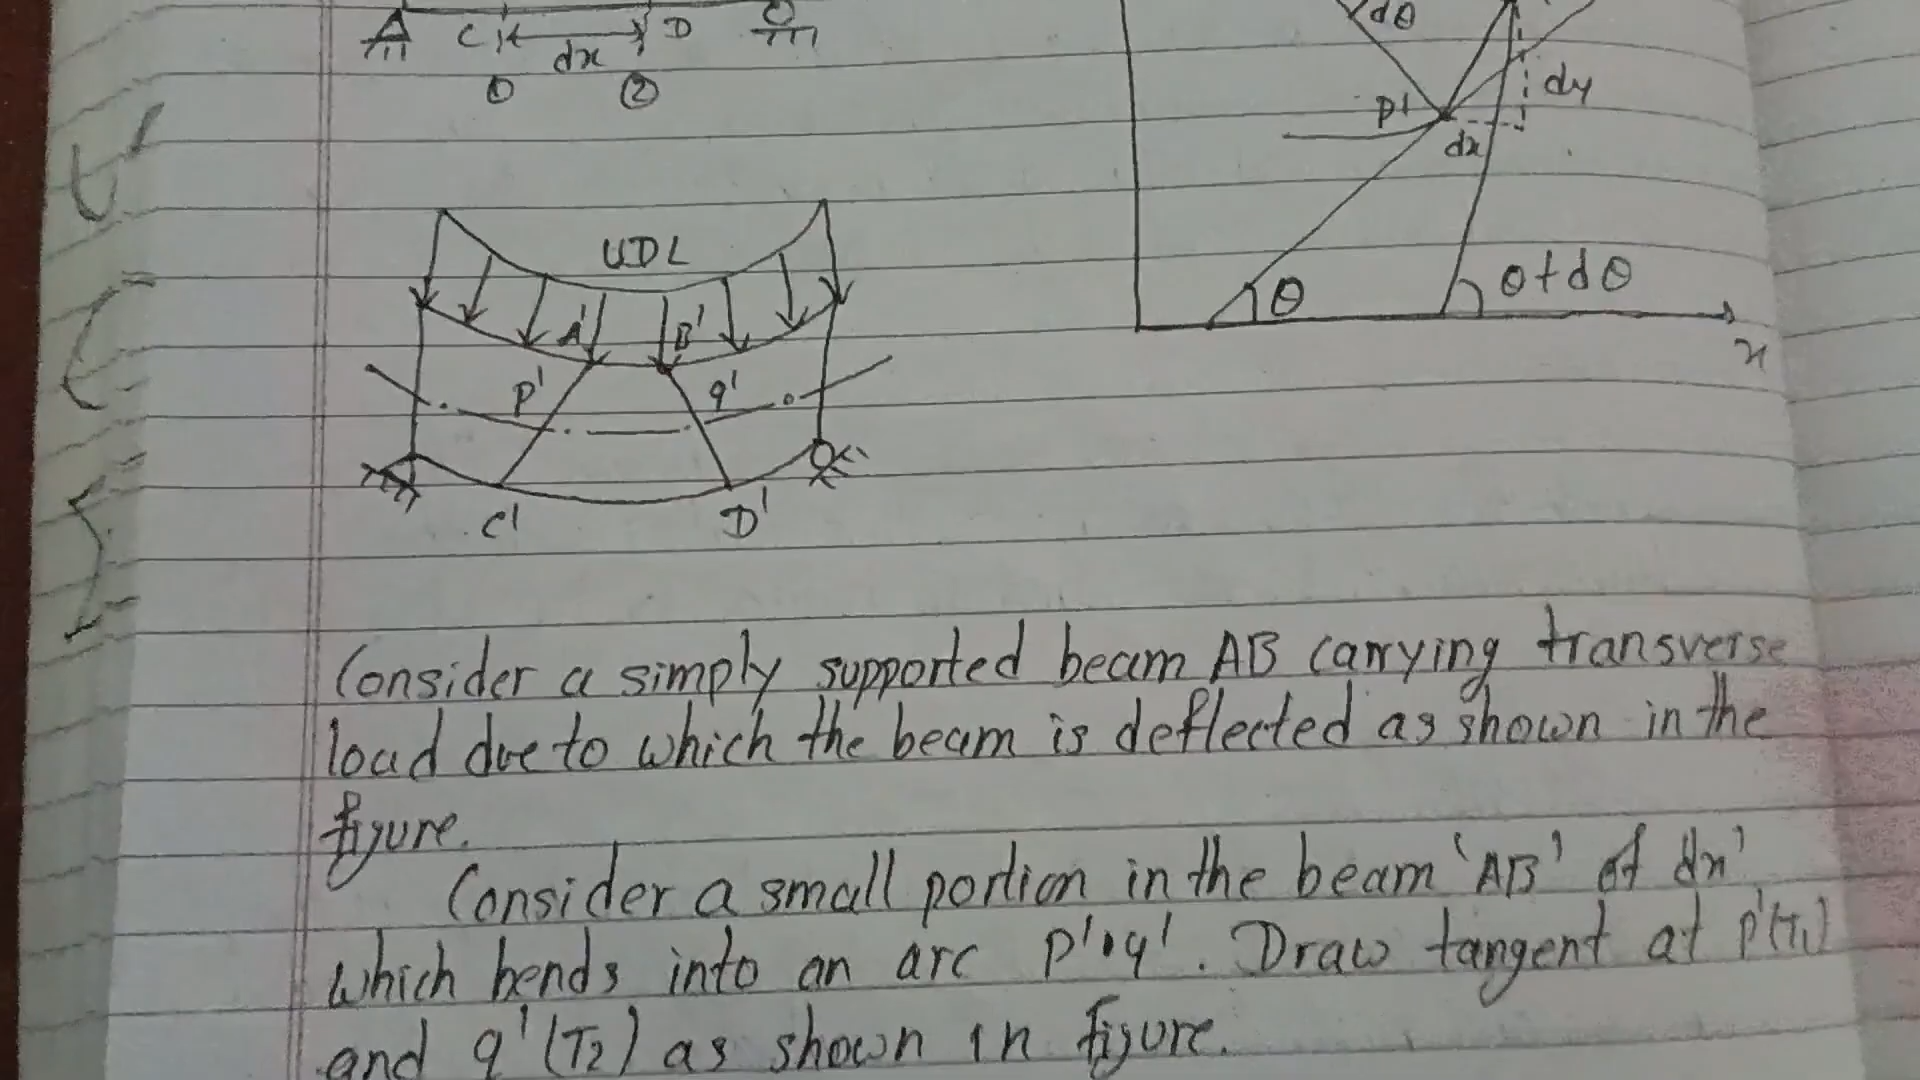 A C D
dx
1 2
dθ
P' dy
dx
UDL
θ θ+dθ
A' B'
x
P' q'
C' D'
Consider a simply supported beam AB carrying transverse
load due to which the beam is deflected as shown in the
figure.
Consider a small portion in the beam 'AB' of dx'
which bends into an arc P'q'. Draw tangent at P'(T1)
and q'(T2) as shown in figure.